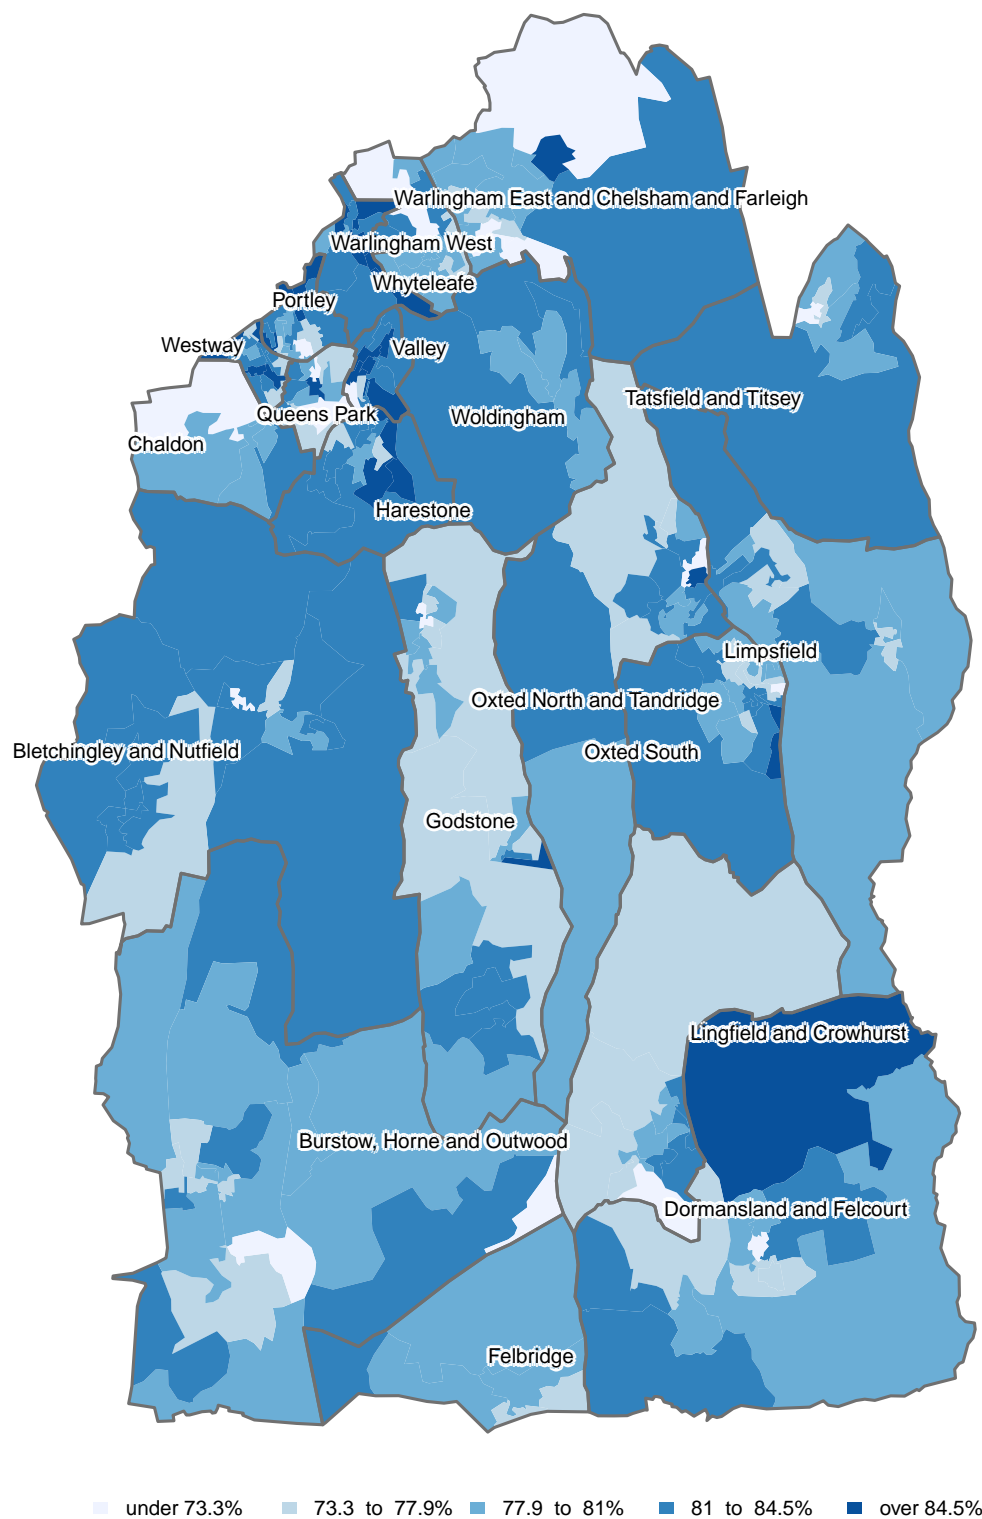 Warlingham East and Chelsham and Farleigh
Warlingham West
Whyteleafe
Portley
Westway
Valley
Tatsfield and Titsey
Queens Park
Woldingham
Chaldon
Harestone
Limpsfield
Oxted North and Tandridge
Bletchingley and Nutfield
Oxted South
Godstone
Lingfield and Crowhurst
Burstow, Horne and Outwood
Dormansland and Felcourt
Felbridge
under 73.3% 73.3 to 77.9% 77.9 to 81% 81 to 84.5% over 84.5%